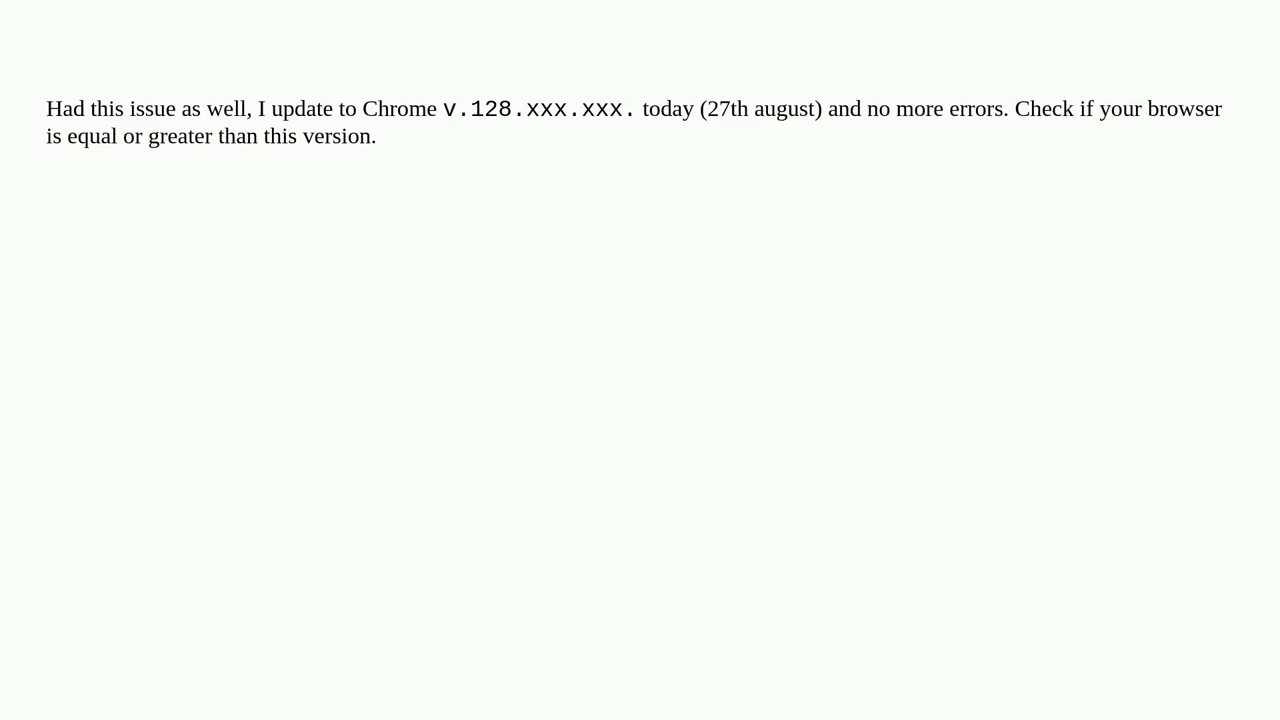 Had this issue as well, I update to Chrome v.128.xxx.xxx. today (27th august) and no more errors. Check if your browser
is equal or greater than this version.